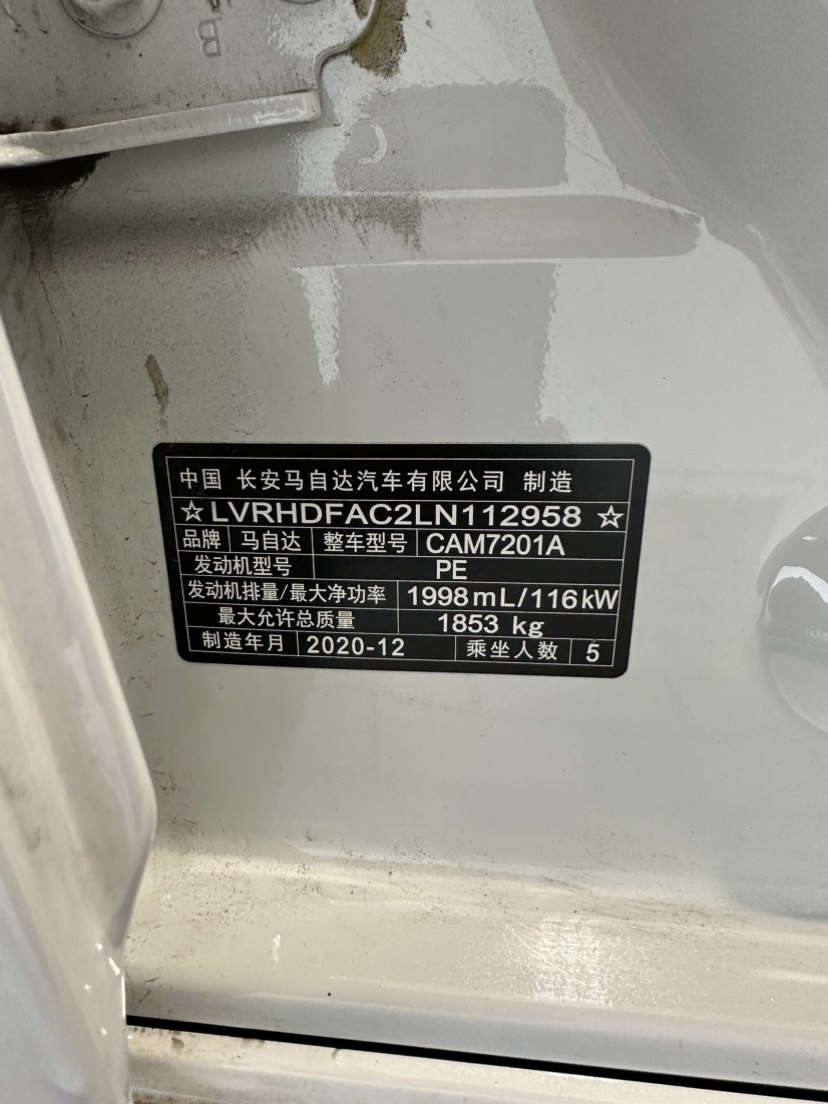 B
中国 长安马自达汽车有限公司 制造
☆LVRHDFAC2LN112958☆
品牌 马自达 整车型号 CAM7201A
发动机型号 PE
发动机排量/最大净功率 1998mL/116kW
最大允许总质量 1853 kg
制造年月 2020-12 乘坐人数 5